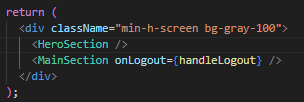 return (
<div className="min-h-screen bg-gray-100">
<HeroSection />
<MainSection onLogout={handleLogout} />
</div>
);